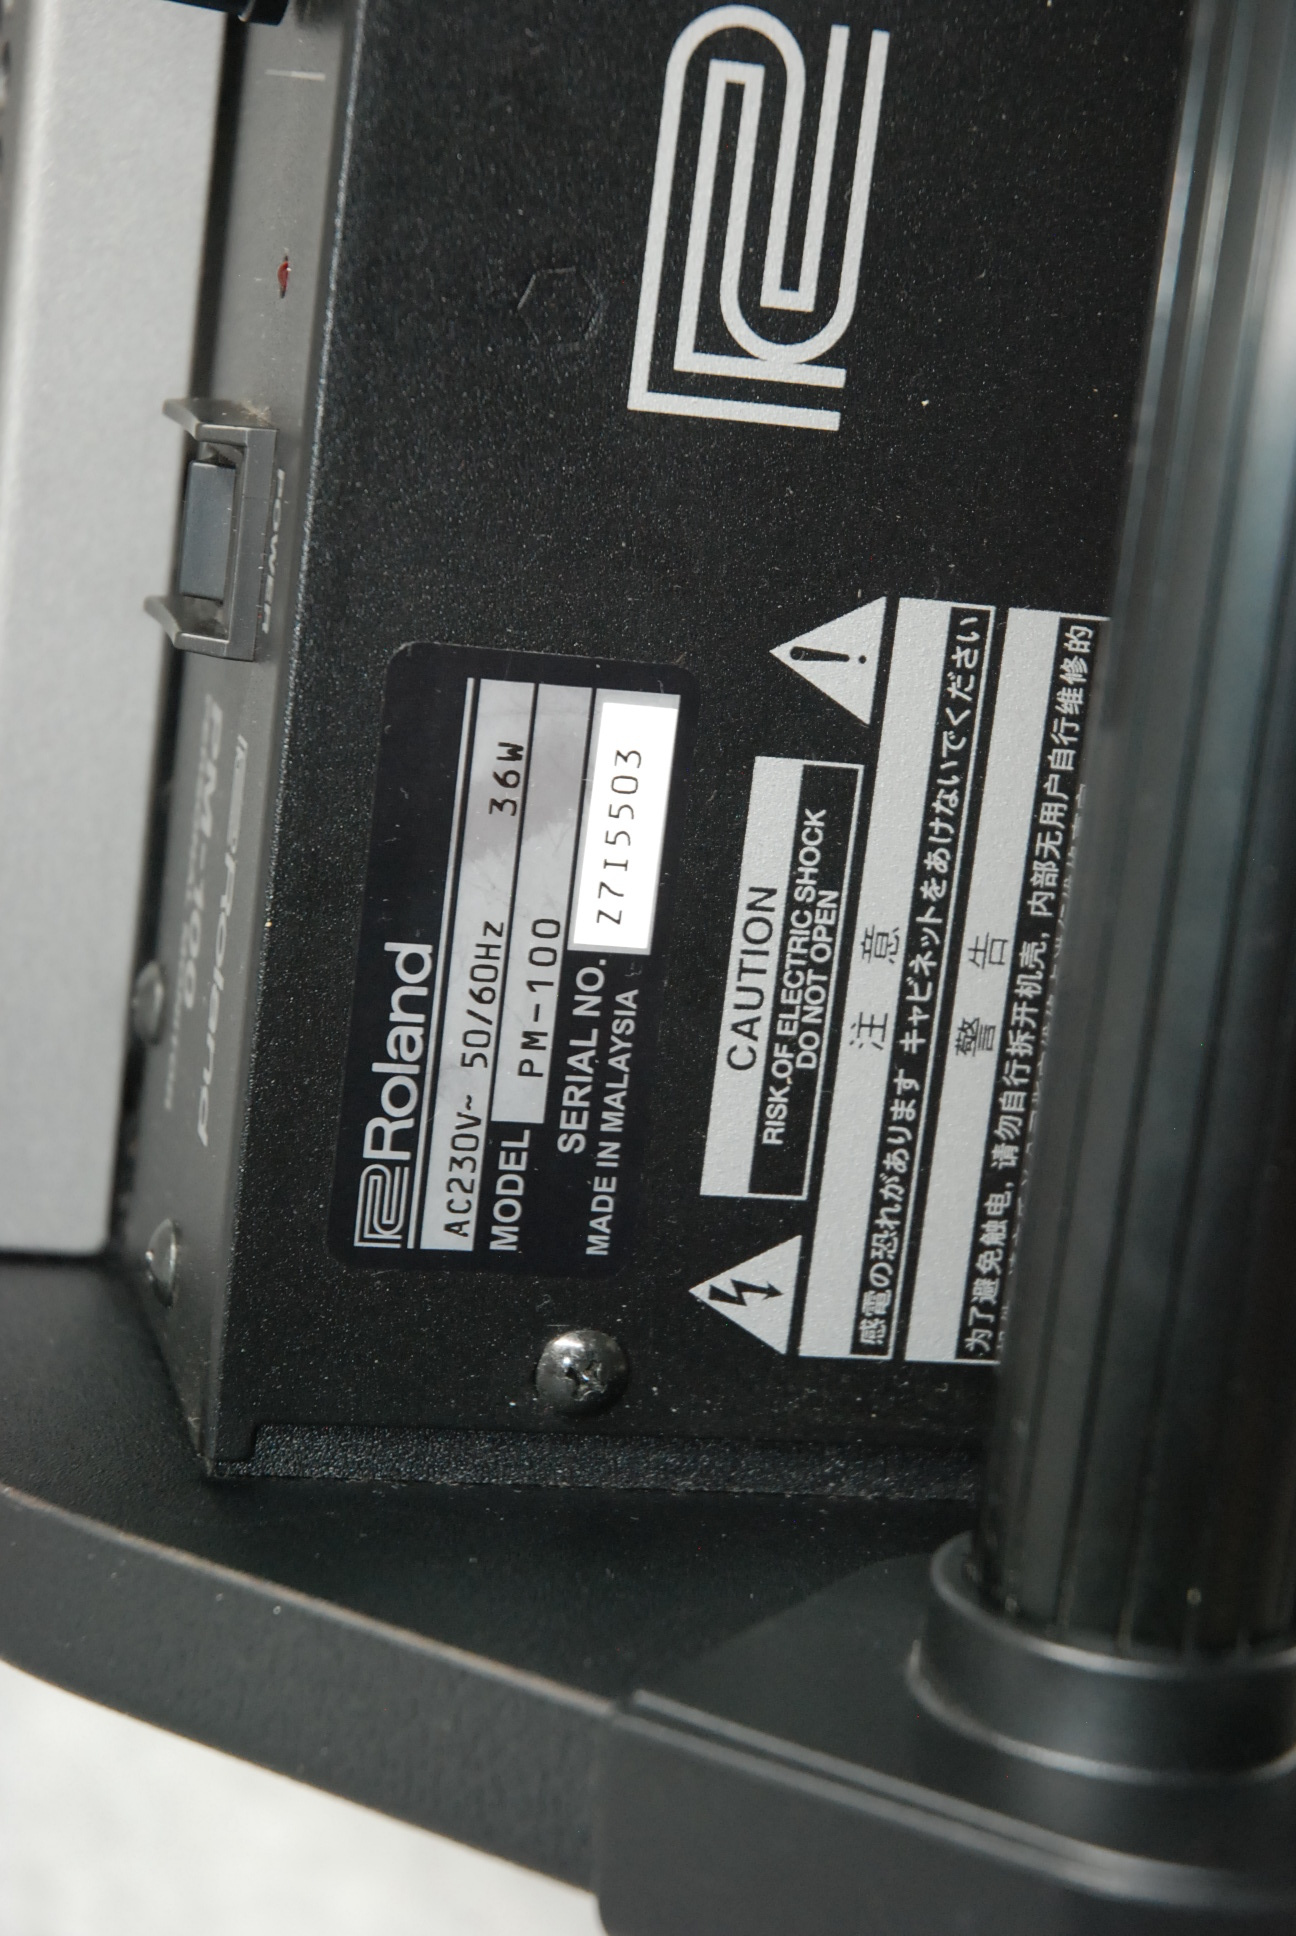 POWER
Roland
PM-100
Roland
AC230V~ 50/60Hz 36W
MODEL PM-100
SERIAL NO. Z7I5503
MADE IN MALAYSIA
CAUTION
RISK OF ELECTRIC SHOCK
DO NOT OPEN
注 意
感電の恐れがあります キャビネットをあけないでください
警 告
为了避免触电，请勿自行拆开机壳，内部无用户自行维修的